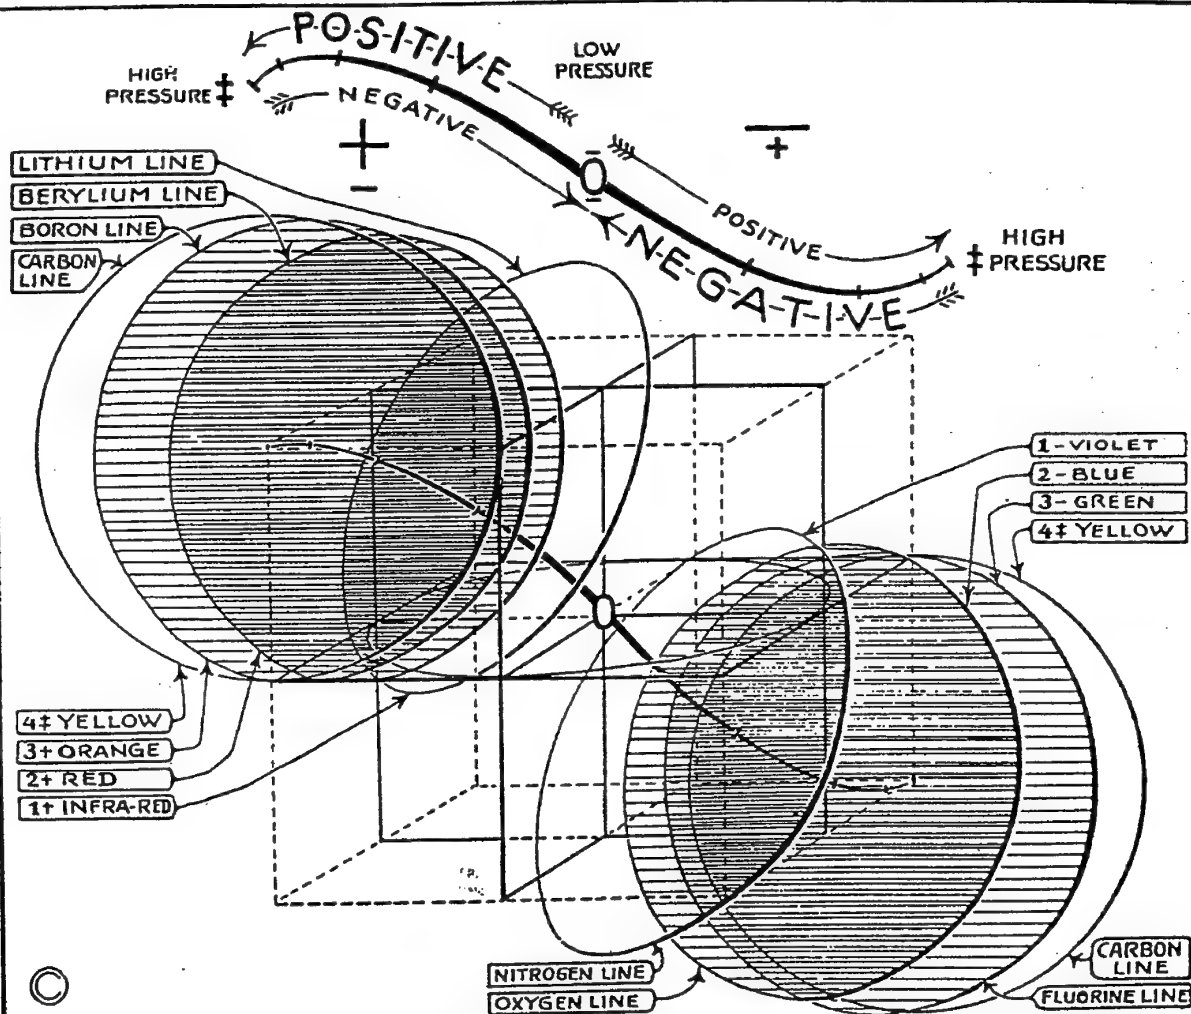 POSITIVE
LOW
PRESSURE
HIGH
PRESSURE ‡
NEGATIVE
+
-
—
+
0
POSITIVE
NEGATIVE
HIGH
‡ PRESSURE
LITHIUM LINE
BERYLIUM LINE
BORON LINE
CARBON
LINE
1-VIOLET
2-BLUE
3-GREEN
4‡ YELLOW
0
4‡ YELLOW
3+ ORANGE
2+ RED
1+ INFRA-RED
NITROGEN LINE
OXYGEN LINE
CARBON
LINE
FLUORINE LINE
©